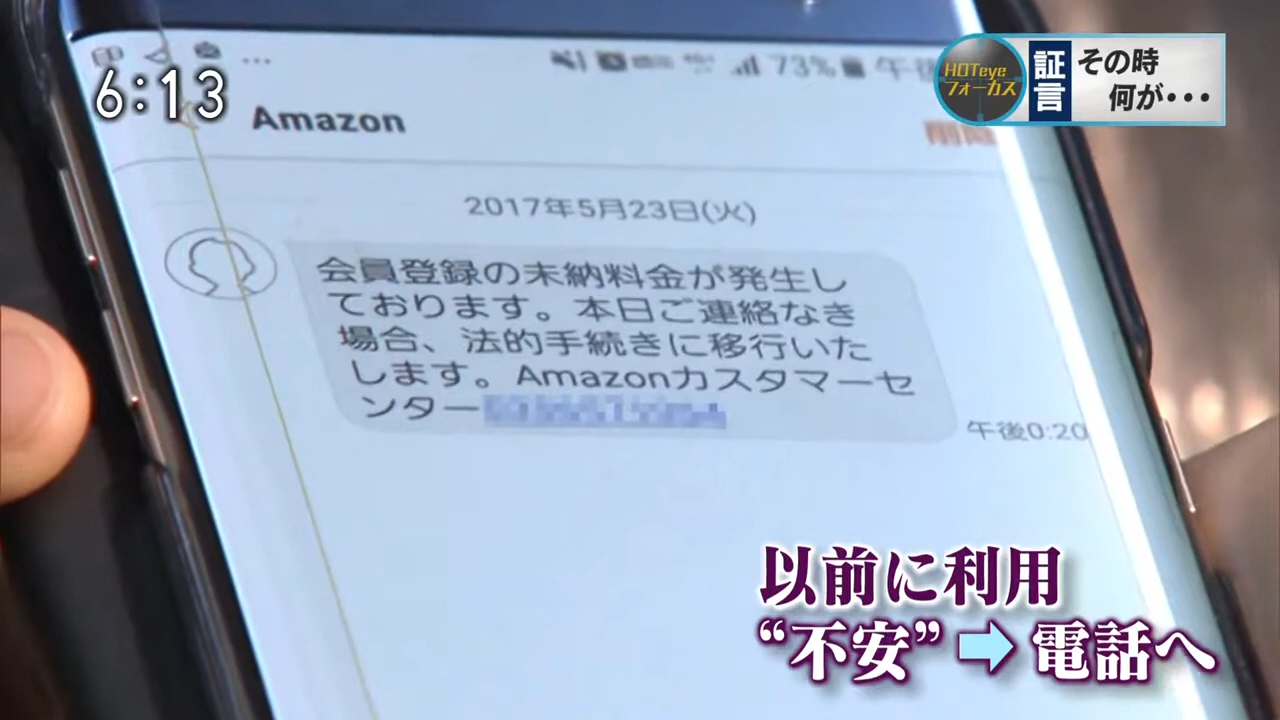 6:13
HOTeye
フォーカス
証言
その時
何が・・・
73%
午後
Amazon
削除
2017年5月23日(火)
会員登録の未納料金が発生し
ております。本日ご連絡なき
場合、法的手続きに移行いた
します。Amazonカスタマーセ
ンター
午後0:20
以前に利用
“不安”➡電話へ